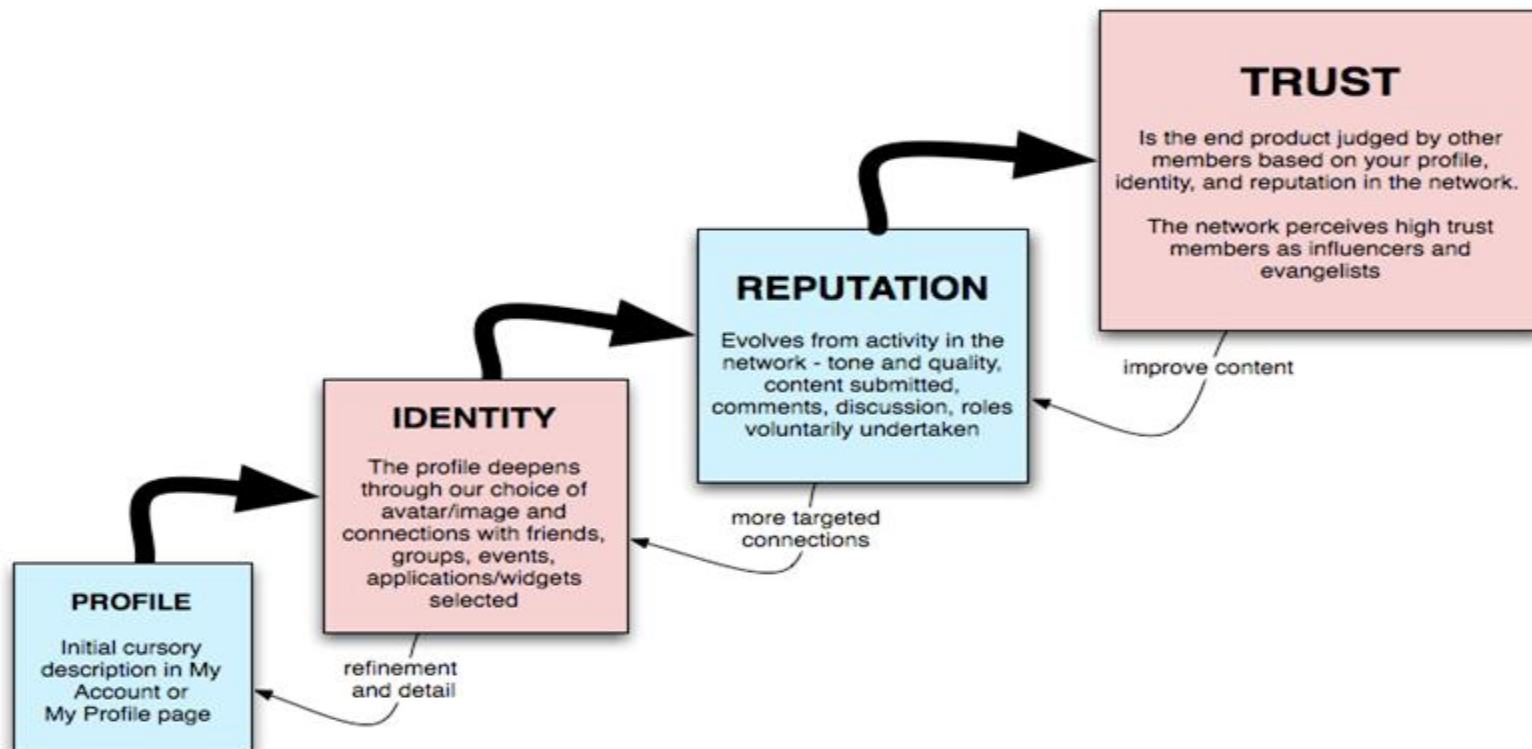 TRUST
Is the end product judged by other
members based on your profile,
identity, and reputation in the network.
The network perceives high trust
members as influencers and
evangelists
improve content
REPUTATION
Evolves from activity in the
network - tone and quality,
content submitted,
comments, discussion, roles
voluntarily undertaken
more targeted
connections
IDENTITY
The profile deepens
through our choice of
avatar/image and
connections with friends,
groups, events,
applications/widgets
selected
refinement
and detail
PROFILE
Initial cursory
description in My
Account or
My Profile page